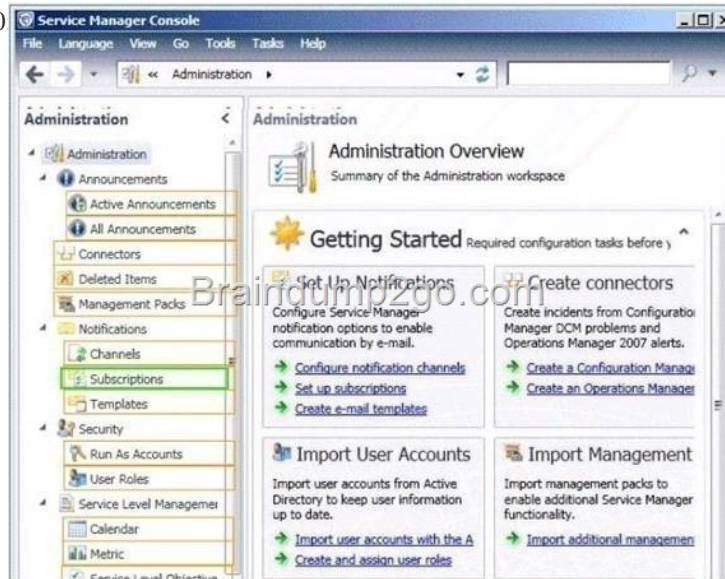 )
Service Manager Console
File Language View Go Tools Tasks Help
« Administration
Administration
Administration
Announcements
Active Announcements
All Announcements
Connectors
Deleted Items
Management Packs
Notifications
Channels
Subscriptions
Templates
Security
Run As Accounts
User Roles
Service Level Managemer
Calendar
Metric
Service Level Objective
Administration
Administration Overview
Summary of the Administration workspace
Getting Started Required configuration tasks before y
Set Up Notifications
Configure Service Manager
notification options to enable
communication by e-mail.
Configure notification channels
Set up subscriptions
Create e-mail templates
Create connectors
Create incidents from Configuration
Manager DCM problems and
Operations Manager 2007 alerts.
Create a Configuration Manage
Create an Operations Manager
Import User Accounts
Import user accounts from Active
Directory to keep user information
up to date.
Import user accounts with the A
Create and assign user roles
Import Management
Import management packs to
enable additional Service Manager
functionality.
Import additional managemen
Braindump2go.com